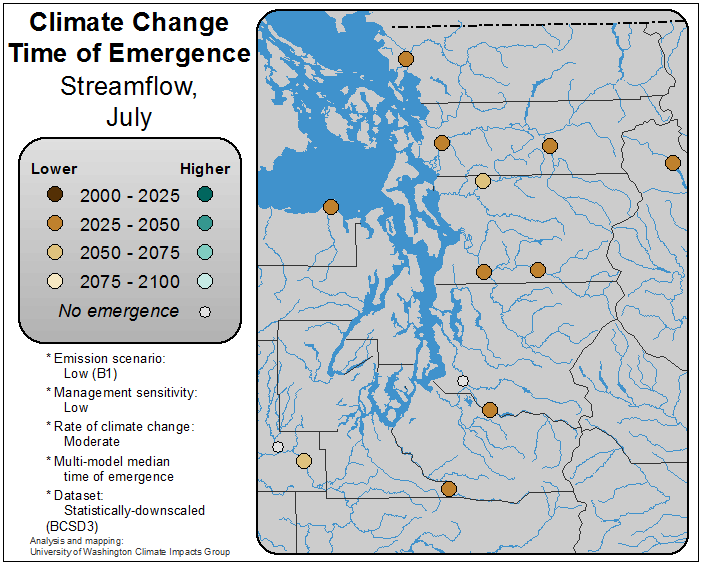 Climate Change
Time of Emergence
Streamflow,
July
Lower Higher
2000 - 2025
2025 - 2050
2050 - 2075
2075 - 2100
No emergence
* Emission scenario:
Low (B1)
* Management sensitivity:
Low
* Rate of climate change:
Moderate
* Multi-model median
time of emergence
* Dataset:
Statistically-downscaled
(BCSD3)
Analysis and mapping:
University of Washington Climate Impacts Group